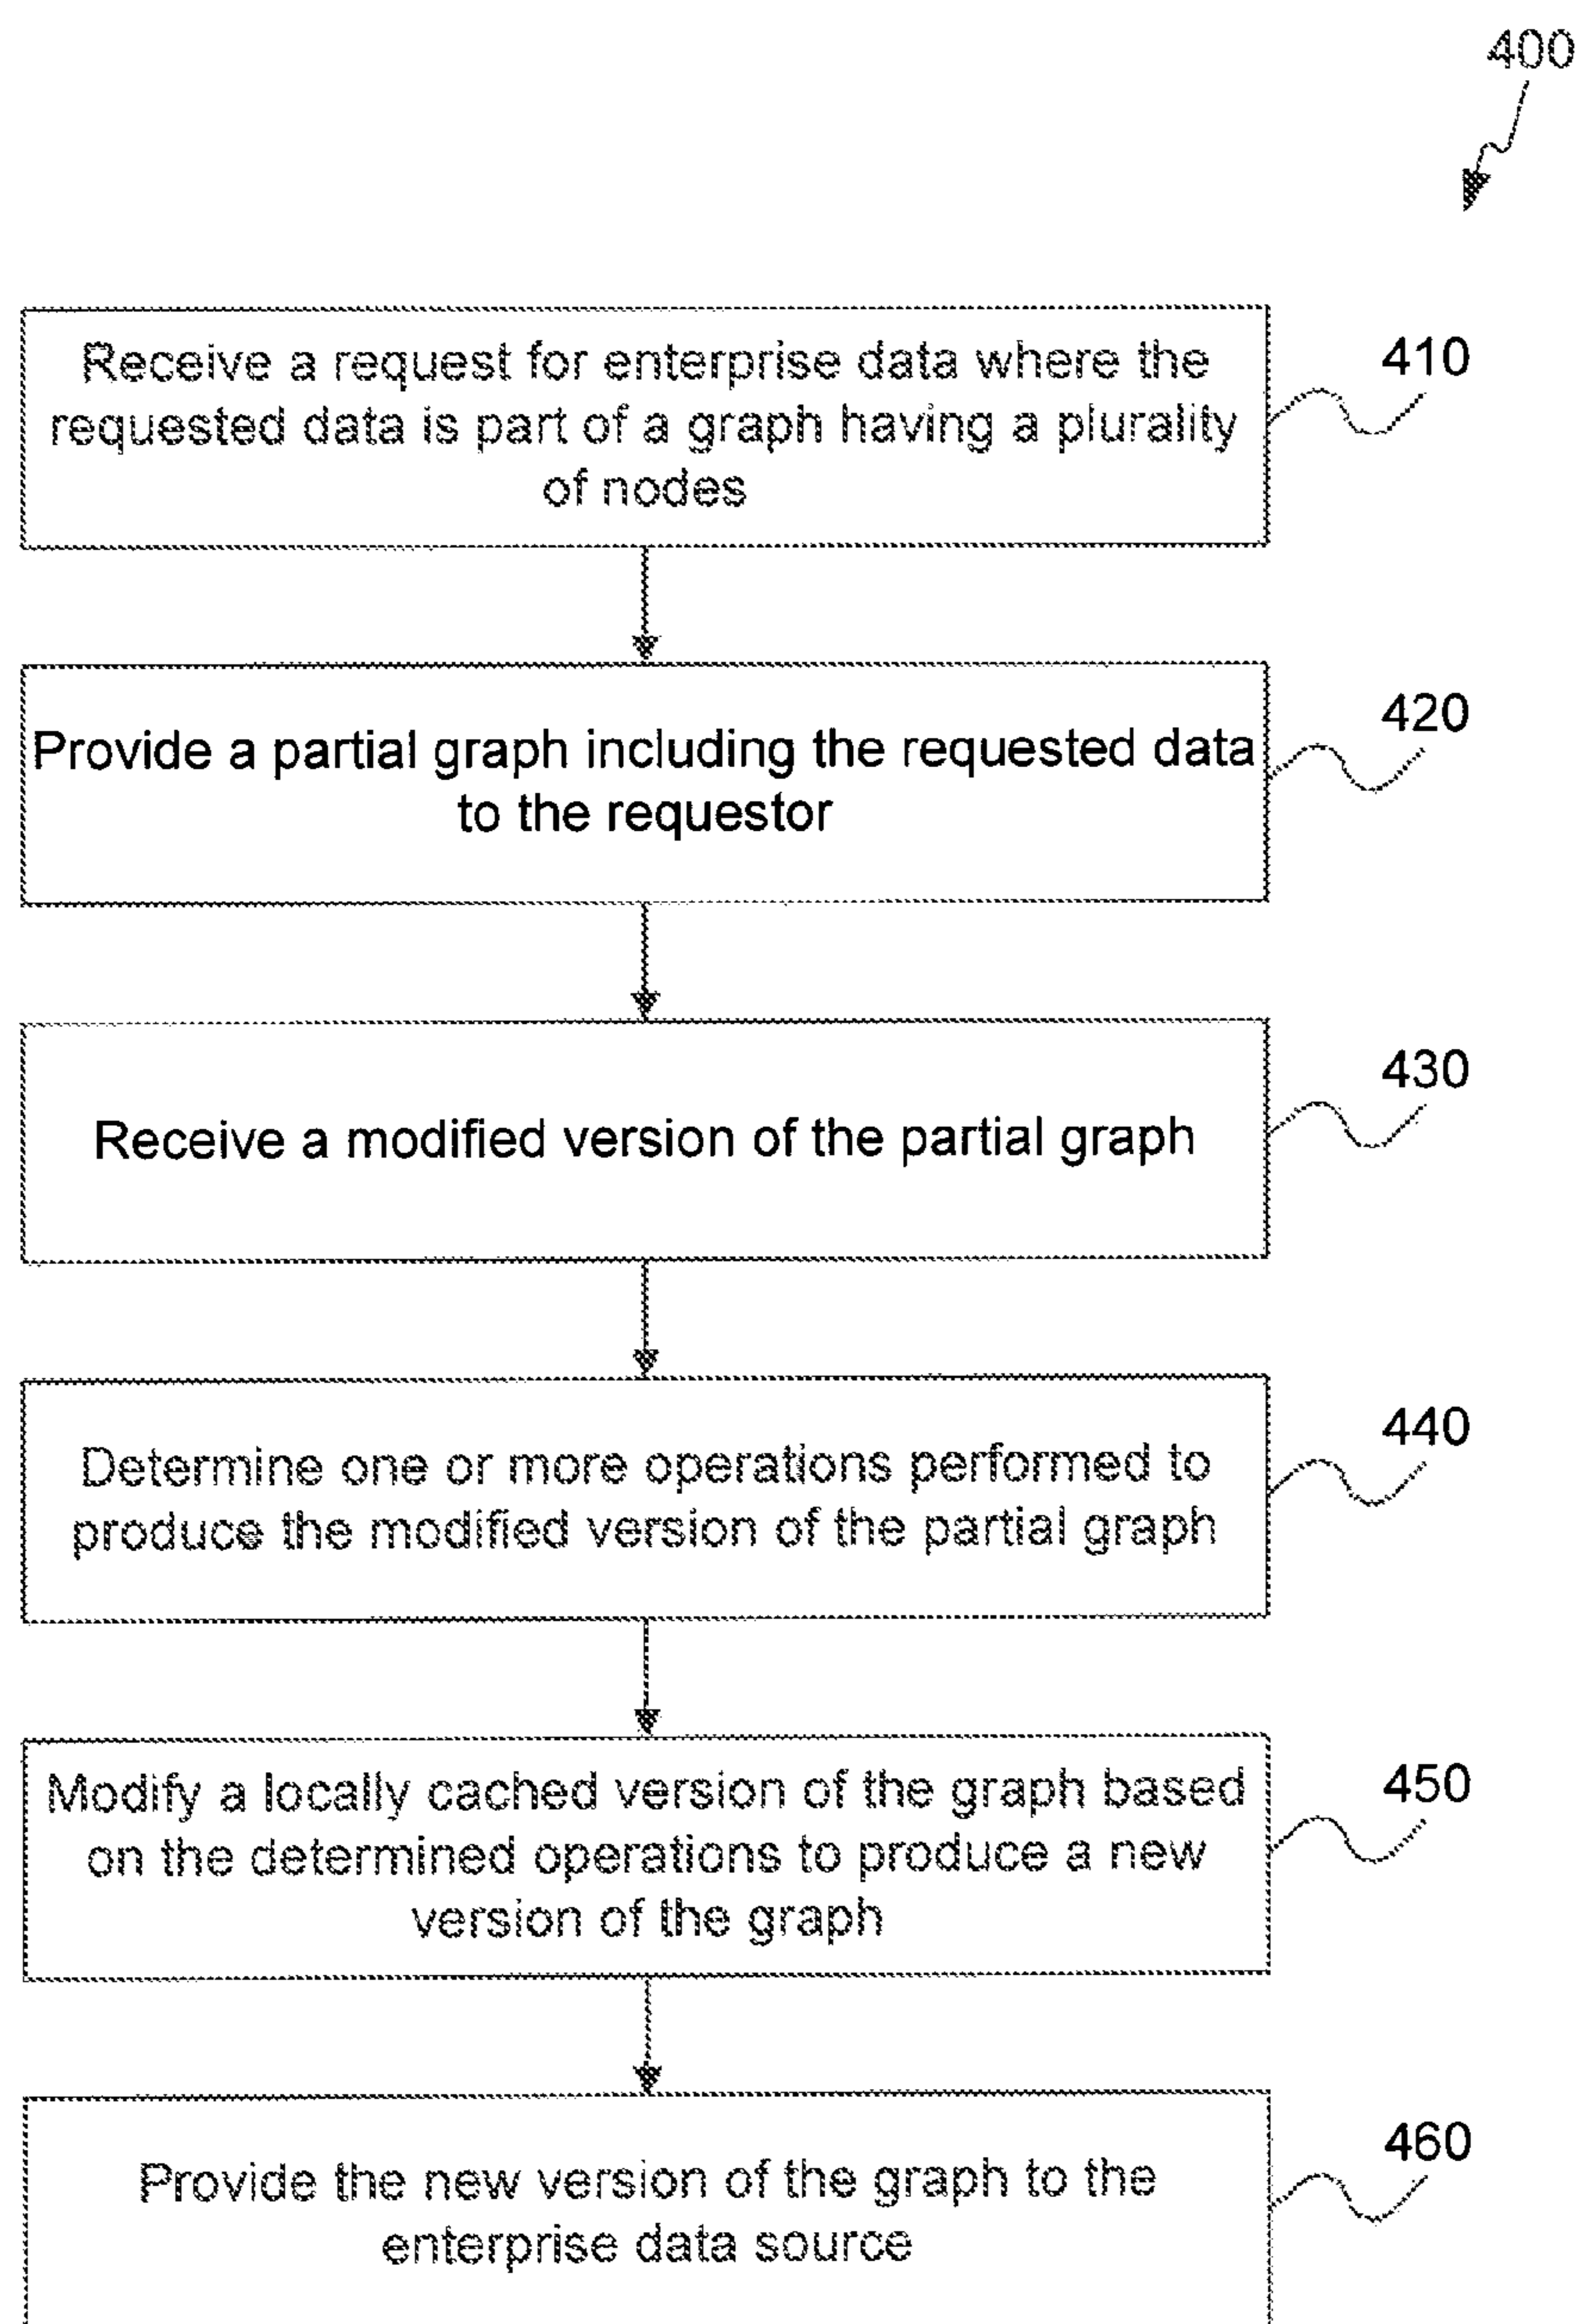 400
Receive a request for enterprise data where the
requested data is part of a graph having a plurality
of nodes
410
Provide a partial graph including the requested data
to the requestor
420
Receive a modified version of the partial graph
430
Determine one or more operations performed to
produce the modified version of the partial graph
440
Modify a locally cached version of the graph based
on the determined operations to produce a new
version of the graph
450
Provide the new version of the graph to the
enterprise data source
460